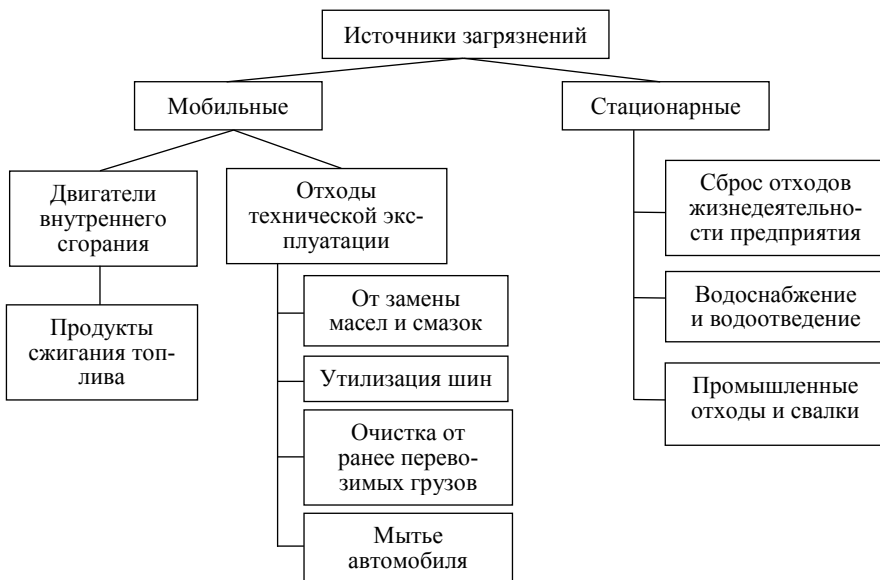 Источники загрязнений
Мобильные
Стационарные
Двигатели
внутреннего
сгорания
Отходы
технической экс-
плуатации
Сброс отходов
жизнедеятельно-
сти предприятия
От замены
масел и смазок
Водоснабжение
и водоотведение
Продукты
сжигания топ-
лива
Утилизация шин
Промышленные
отходы и свалки
Очистка от
ранее перево-
зимых грузов
Мытье
автомобиля